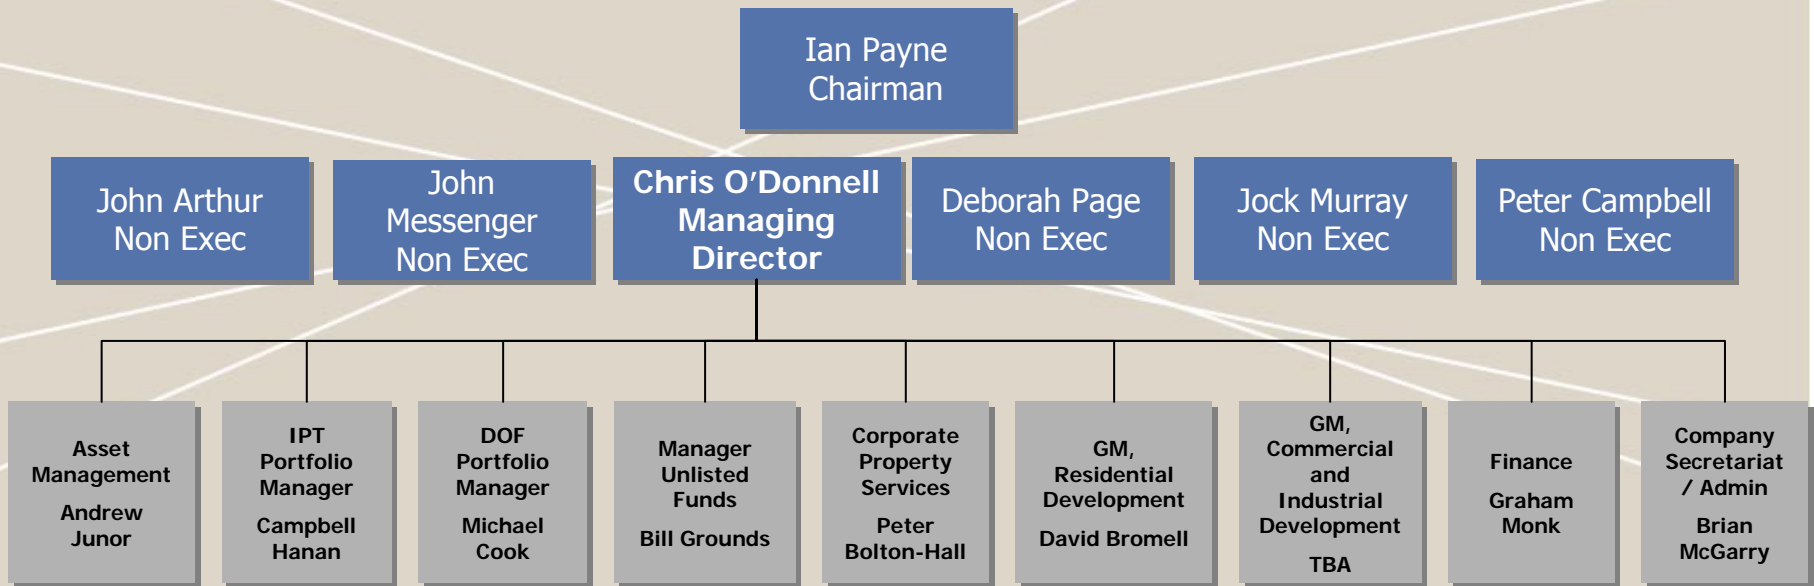 Ian Payne
Chairman
John Arthur
Non Exec
John
Messenger
Non Exec
Chris O'Donnell
Managing
Director
Deborah Page
Non Exec
Jock Murray
Non Exec
Peter Campbell
Non Exec
Asset
Management
Andrew
Junor
IPT
Portfolio
Manager
Campbell
Hanan
DOF
Portfolio
Manager
Michael
Cook
Manager
Unlisted
Funds
Bill Grounds
Corporate
Property
Services
Peter
Bolton-Hall
GM,
Residential
Development
David Bromell
GM,
Commercial
and
Industrial
Development
TBA
Finance
Graham
Monk
Company
Secretariat
/ Admin
Brian
McGarry